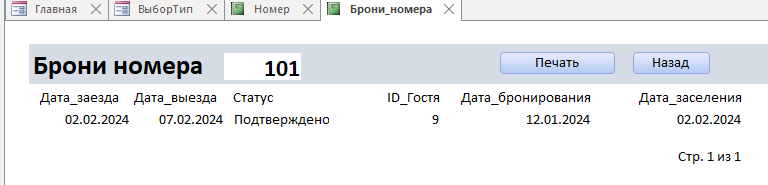 Главная ВыборТип Номер Брони_номера
Брони номера 101 Печать Назад
Дата_заезда Дата_выезда Статус ID_Гостя Дата_бронирования Дата_заселения
02.02.2024 07.02.2024 Подтверждено 9 12.01.2024 02.02.2024
Стр. 1 из 1